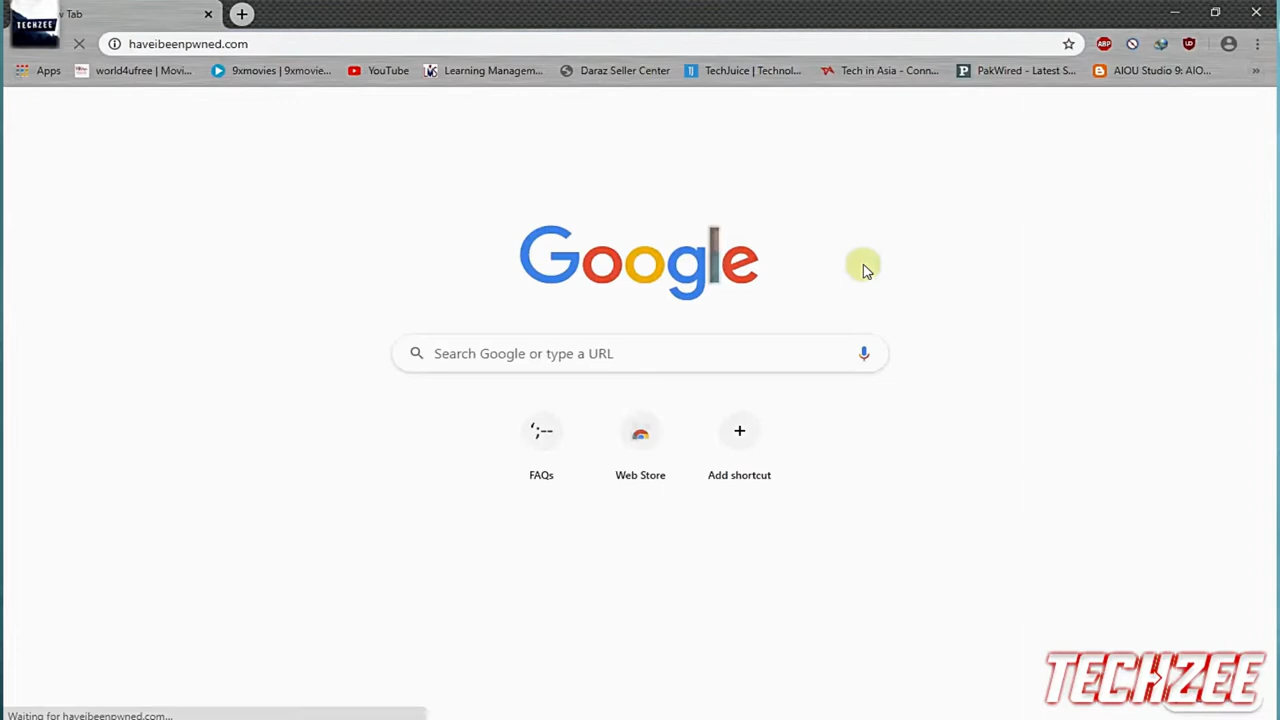 TECHZEE
v Tab
haveibeenpwned.com
ABP
Apps
world4ufree | Movi...
9xmovies | 9xmovie...
YouTube
Learning Managem...
Daraz Seller Center
TechJuice | Technol...
Tech in Asia - Conn...
PakWired - Latest S...
AIOU Studio 9: AIO...
Google
Search Google or type a URL
FAQs
Web Store
Add shortcut
TECHZEE
Waiting for haveibeenpwned.com...